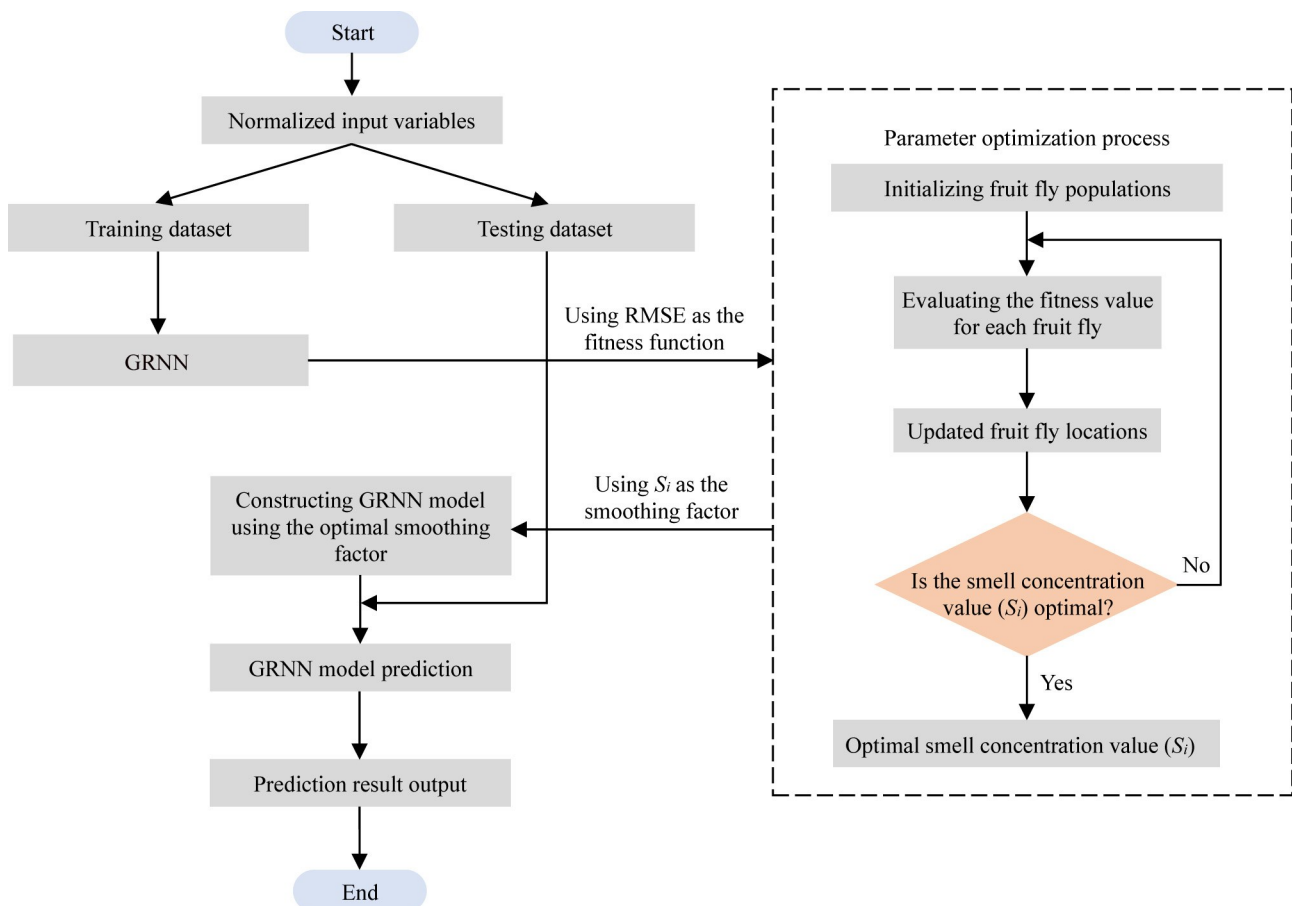 Start
Normalized input variables
Training dataset
Testing dataset
GRNN
Using RMSE as the
fitness function
Parameter optimization process
Initializing fruit fly populations
Evaluating the fitness value
for each fruit fly
Updated fruit fly locations
Is the smell concentration
value (Si) optimal?
No
Yes
Optimal smell concentration value (Si)
Using Si as the
smoothing factor
Constructing GRNN model
using the optimal smoothing
factor
GRNN model prediction
Prediction result output
End